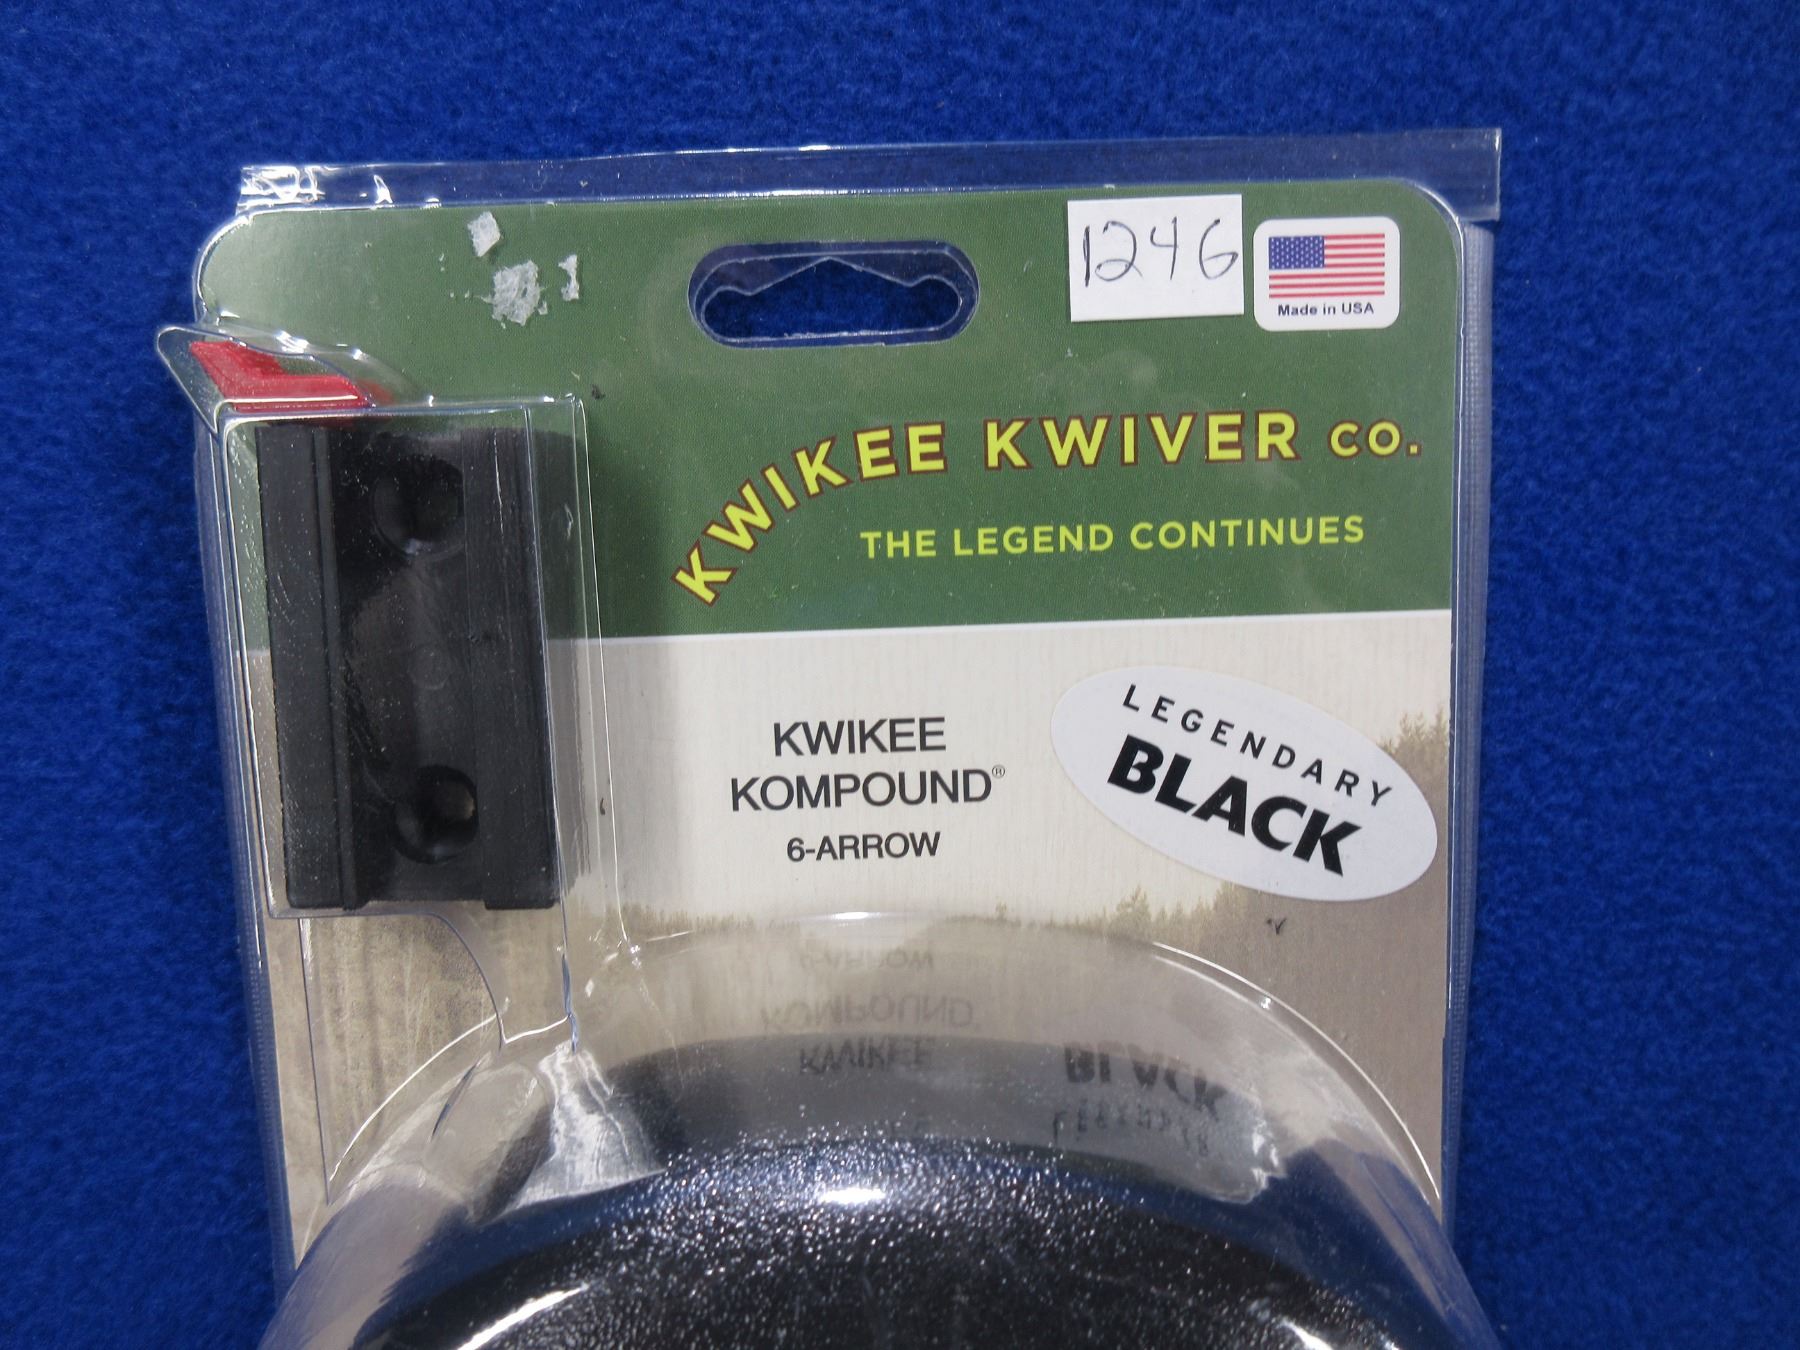 1246
Made in USA
KWIKEE KWIVER CO.
THE LEGEND CONTINUES
KWIKEE
KOMPOUND®
6-ARROW
LEGENDARY
BLACK